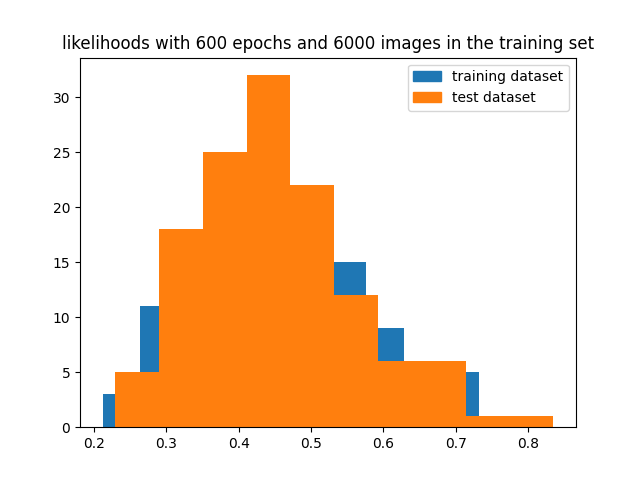 likelihoods with 600 epochs and 6000 images in the training set
training dataset
test dataset
30
25
20
15
10
5
0
0.2 0.3 0.4 0.5 0.6 0.7 0.8